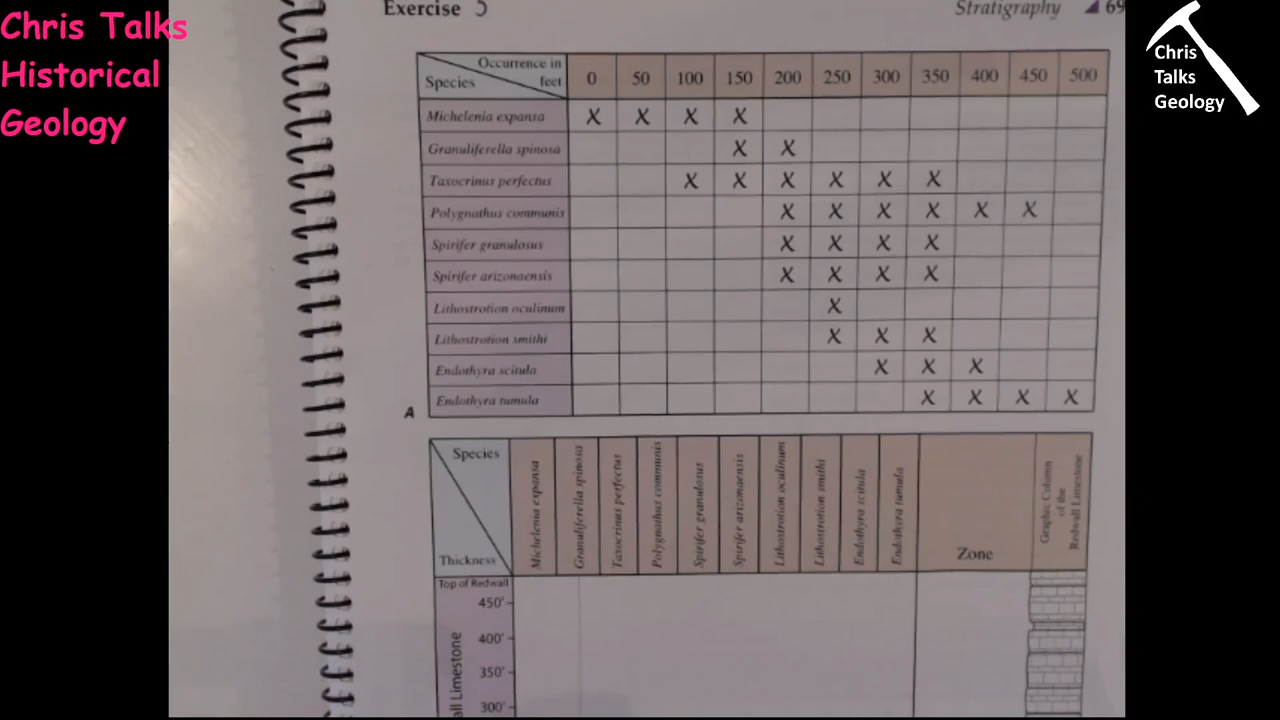 Chris Talks
Historical
Geology
Chris
Talks
Geology
Exercise
Stratigraphy ◢ 69
Occurrence in
feet
Species
0 50 100 150 200 250 300 350 400 450 500
Michelenia expansa X X X X
Granuliferella spinosa X X
Taxocrinus perfectus X X X X X X
Polygnathus communis X X X X X X
Spirifer granulosus X X X X
Spirifer arizonaensis X X X X
Lithostrotion oculinum X
Lithostrotion smithi X X X
Endothyra scitula X X X
Endothyra tumula X X X X
A
Species
Thickness
Michelenia expansa
Granuliferella spinosa
Taxocrinus perfectus
Polygnathus communis
Spirifer granulosus
Spirifer arizonaensis
Lithostrotion oculinum
Lithostrotion smithi
Endothyra scitula
Endothyra tumula
Zone
Graphic Column
of the
Redwall Limestone
Top of Redwall
450'
400'
350'
300'
all Limestone